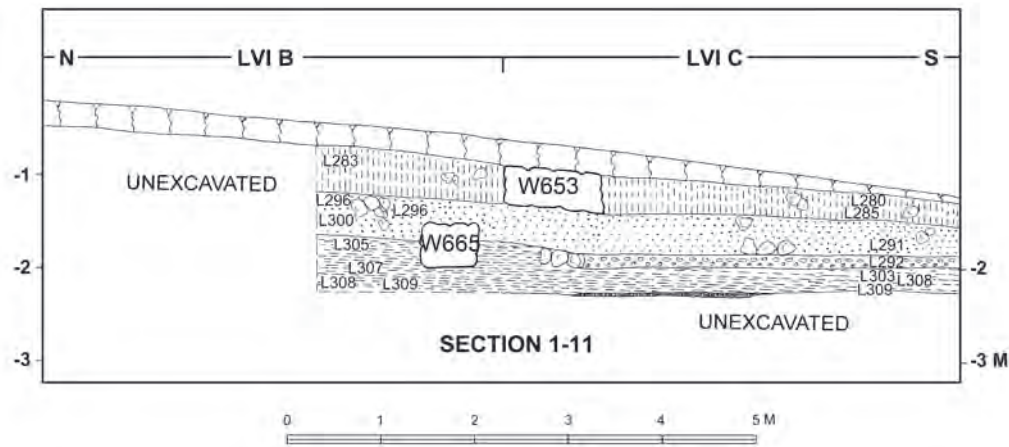 N LVI B LVI C S
L283
-1 UNEXCAVATED W653 L280
L296 L296 L285
L300
L305 W665 L291
-2 L307 L292 -2
L308 L309 L303 L308
L309
UNEXCAVATED
SECTION 1-11
-3 -3 M
0 1 2 3 4 5 M